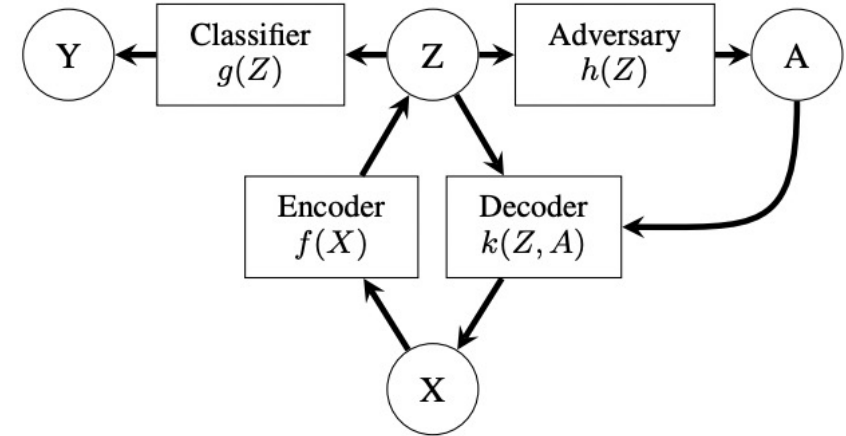 Y
Classifier
g(Z)
Z
Adversary
h(Z)
A
Encoder
f(X)
Decoder
k(Z, A)
X